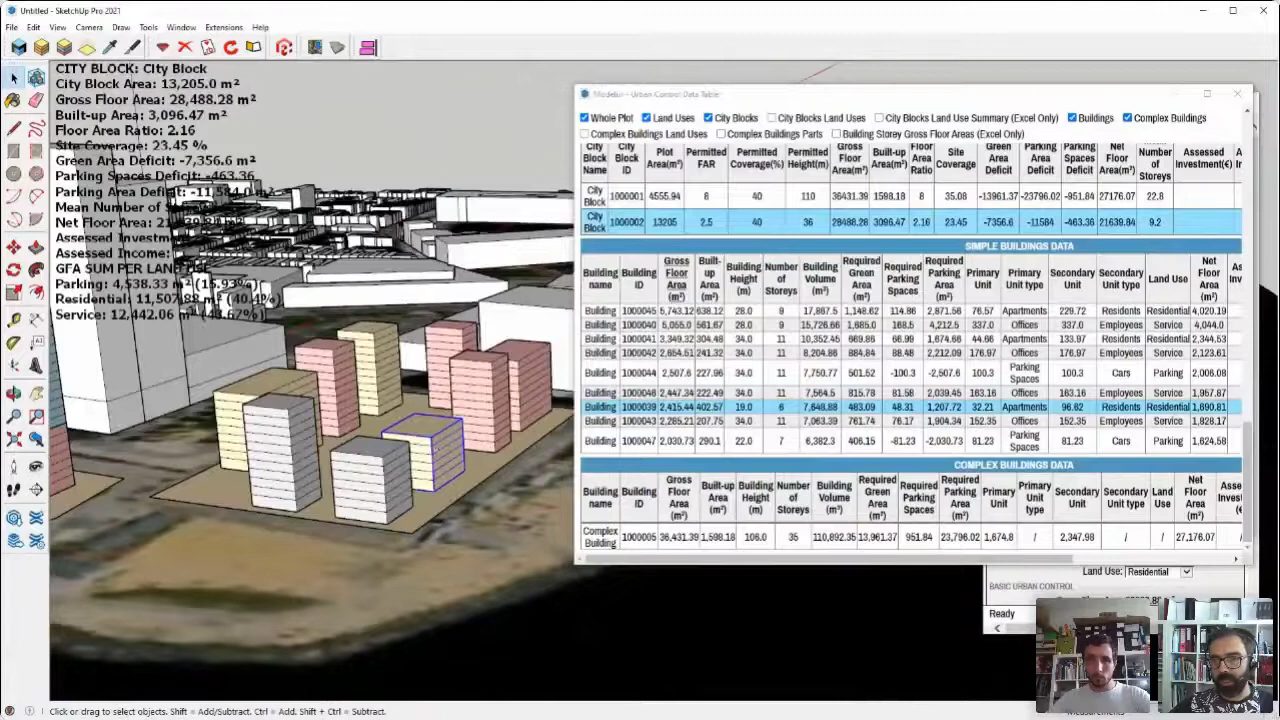 Untitled - SketchUp Pro 2021
File Edit View Camera Draw Tools Window Extensions Help
CITY BLOCK: City Block
City Block Area: 13,205.0 m²
Gross Floor Area: 28,488.28 m²
Built-up Area: 3,096.47 m²
Floor Area Ratio: 2.16
Site Coverage: 23.45 %
Green Area Deficit: -7,356.6 m²
Parking Spaces Deficit: -463.36
Parking Area Deficit: -11,584.0 m²
Mean Number of
Net Floor Area:
Assessed
Assessed Income:
GFA SUM PER LAND USE
Parking: 4,538.33 m² (15.93%)
Residential: 11,507.88 m² (40.4%)
Service: 12,442.06 m² (43.67%)
Modelur - Urban Control Data Table
Whole Plot Land Uses City Blocks City Blocks Land Uses City Blocks Land Use Summary (Excel Only) Buildings Complex Buildings
Complex Buildings Land Uses Complex Buildings Parts Building Storey Gross Floor Areas (Excel Only)
City Block Name City Block ID Plot Area(m²) Permitted FAR Permitted Coverage(%) Permitted Height(m) Gross Floor Area(m²) Built-up Area(m²) Floor Area Ratio Site Coverage Green Area Deficit Parking Area Deficit Parking Spaces Deficit Net Floor Area(m²) Number of Storeys Assessed Investment(€)
City Block 1000001 4555.94 8 40 110 36431.39 1598.18 8 35.08 -13961.37 -23796.02 -951.84 27176.07 22.8
City Block 1000002 13205 2.5 40 36 28488.28 3096.47 2.16 23.45 -7356.6 -11584 -463.36 21639.84 9.2
SIMPLE BUILDINGS DATA
Building name Building ID Gross Floor Area (m²) Built-up Area (m²) Building Height (m) Number of Storeys Building Volume (m²) Required Green Area (m²) Required Parking Spaces Required Parking Area (m²) Primary Unit Primary Unit type Secondary Unit Secondary Unit Type Land Use Net Floor Area (m²)
Building 1000045 5,743.12 638.12 28.0 9 17,867.5 1,148.62 114.86 2,871.56 76.57 Apartments 229.72 Residents Residential 4,020.19
Building 1000040 5,055.0 561.67 28.0 9 15,726.66 1,685.0 168.5 4,212.5 337.0 Offices 337.0 Employees Service 4,044.0
Building 1000041 3,349.32 304.48 34.0 11 10,352.45 669.86 66.99 1,674.66 44.66 Apartments 133.97 Residents Residential 2,344.53
Building 1000042 2,654.51 241.32 34.0 11 8,204.86 884.84 88.48 2,212.09 176.97 Offices 176.97 Employees Service 2,123.61
Building 1000044 2,507.6 227.96 34.0 11 7,750.77 501.52 -100.3 -2,507.6 100.3 Parking Spaces 100.3 Cars Parking 2,006.08
Building 1000046 2,447.34 222.49 34.0 11 7,564.5 815.78 81.58 2,039.45 163.16 Offices 163.16 Employees Service 1,957.87
Building 1000039 2,415.44 402.57 19.0 6 7,648.88 483.09 48.31 1,207.72 32.21 Apartments 96.62 Residents Residential 1,690.81
Building 1000043 2,285.21 207.75 34.0 11 7,063.39 761.74 76.17 1,904.34 152.35 Offices 152.35 Employees Service 1,828.17
Building 1000047 2,030.73 290.1 22.0 7 6,382.3 406.15 -81.23 -2,030.73 81.23 Parking Spaces 81.23 Cars Parking 1,624.58
COMPLEX BUILDINGS DATA
Building name Building ID Gross Floor Area (m²) Built-up Area (m²) Building Height (m) Number of Storeys Building Volume (m²) Required Green Area (m²) Required Parking Spaces Required Parking Area (m²) Primary Unit Primary Unit type Secondary Unit Secondary Unit Type Land Use Net Floor Area (m²)
Complex Building 1000005 36,431.39 1,598.18 106.0 35 110,892.35 13,961.37 951.84 23,796.02 1,674.8 / 2,347.98 / / 27,176.07
Land Use: Residential
BASIC URBAN CONTROL
Ready
Click or drag to select objects. Shift = Add/Subtract. Ctrl = Add. Shift + Ctrl = Subtract.